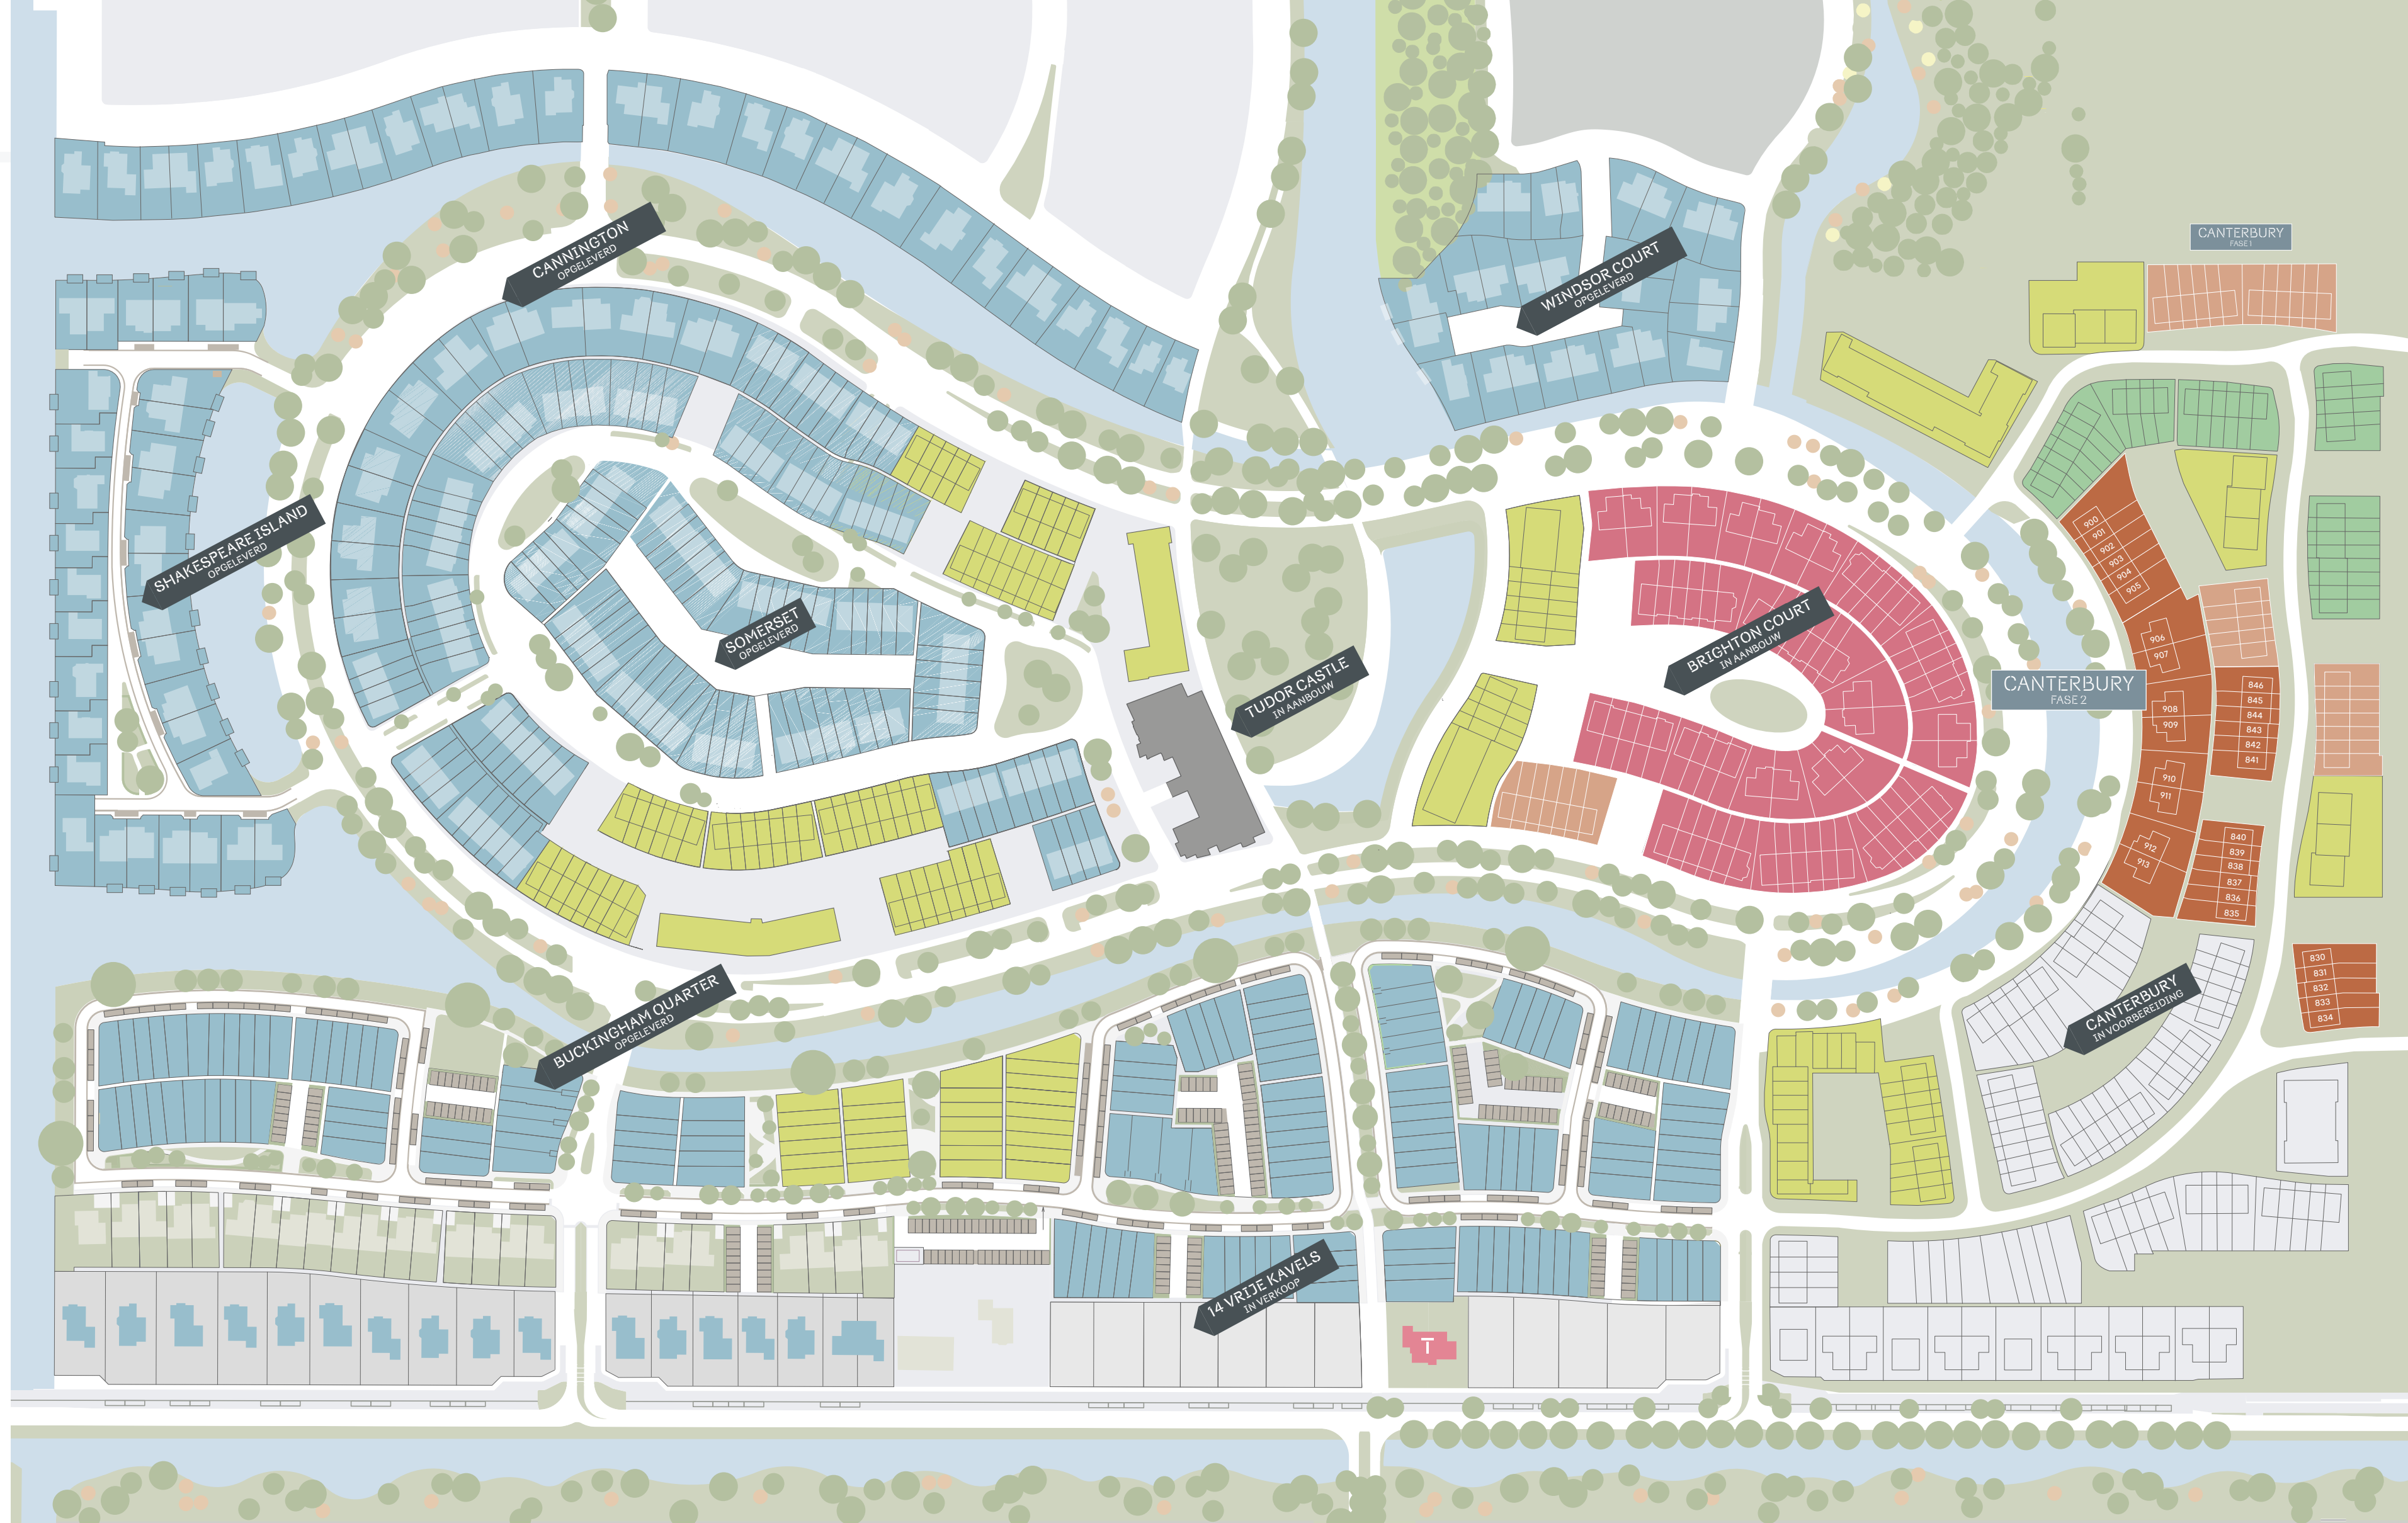 CANNINGTON
OPGELEVERD
WINDSOR COURT
OPGELEVERD
CANTERBURY
FASE 1
SHAKESPEARE ISLAND
OPGELEVERD
SOMERSET
OPGELEVERD
TUDOR CASTLE
IN AANBOUW
BRIGHTON COURT
IN AANBOUW
CANTERBURY
FASE 2
900
901
902
903
904
905
906
907
908
909
910
911
912
913
846
845
844
843
842
841
840
839
838
837
836
835
830
831
832
833
834
BUCKINGHAM QUARTER
OPGELEVERD
CANTERBURY
IN VOORBEREIDING
14 VRIJE KAVELS
IN VERKOOP
T